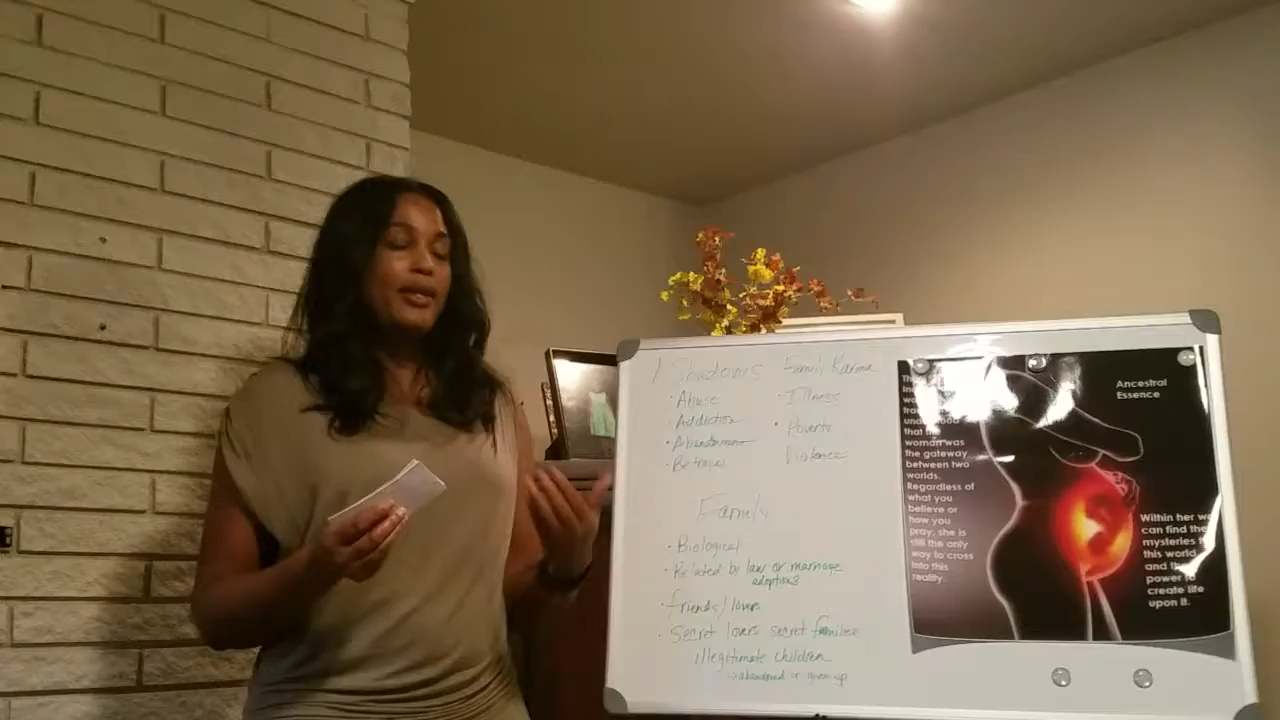 Shadows
Family Karma
· Abuse
· Illness
· Addiction
· Poverty
· Abandonment
Distance
· Betrayal
Family
· Biological
· Related by law or marriage
adoptions
· friends/lovers
· Secret lovers secret families
illegitimate children
abandoned or given up
Ancestral
Essence
that
woman was
the gateway
between two
worlds.
Regardless of
what you
believe or
how you
pray; she is
still the only
way to cross
into this
reality.
Within her
can find the
mysteries
this world
and
power to
create life
upon it.